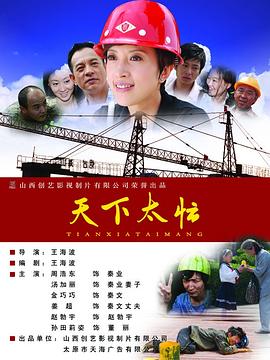 山西创艺影视制片有限公司荣誉出品
天下太忙
TIANXIATAIMANG
导演：王海波
编剧：王海波
主演：周浩东 饰 秦业
汤加丽 饰 秦业妻子
金巧巧 饰 秦文
秦超 饰 秦文丈夫
赵勃宇 饰 赵勃宇
孙田莉姿 饰 董丽
出品单位：山西创艺影视制片有限公司
太原市天海广告有限公司